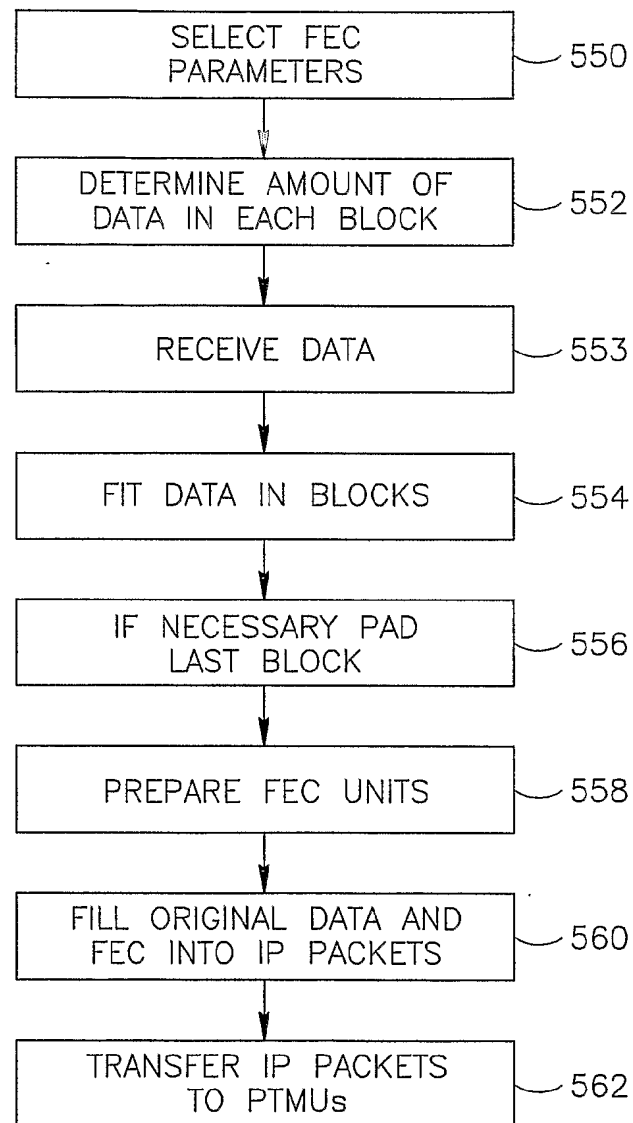 SELECT FEC
PARAMETERS
550
DETERMINE AMOUNT OF
DATA IN EACH BLOCK
552
RECEIVE DATA
553
FIT DATA IN BLOCKS
554
IF NECESSARY PAD
LAST BLOCK
556
PREPARE FEC UNITS
558
FILL ORIGINAL DATA AND
FEC INTO IP PACKETS
560
TRANSFER IP PACKETS
TO PTMUs
562